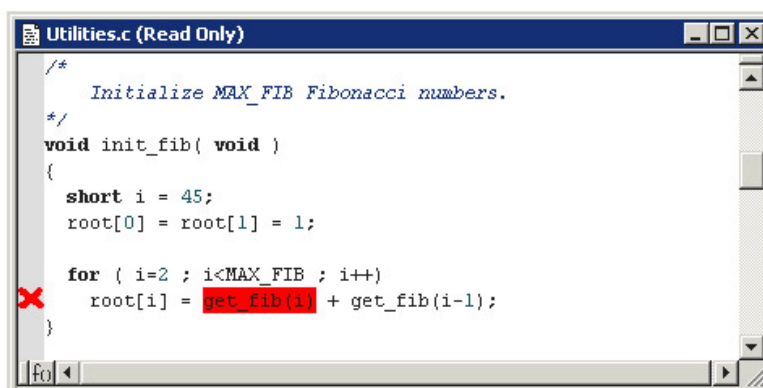 Utilities.c (Read Only)
/*
Initialize MAX_FIB Fibonacci numbers.
*/
void init_fib( void )
{
short i = 45;
root[0] = root[1] = 1;
for ( i=2 ; i<MAX_FIB ; i++)
root[i] = get_fib(i) + get_fib(i-1);
}
fo